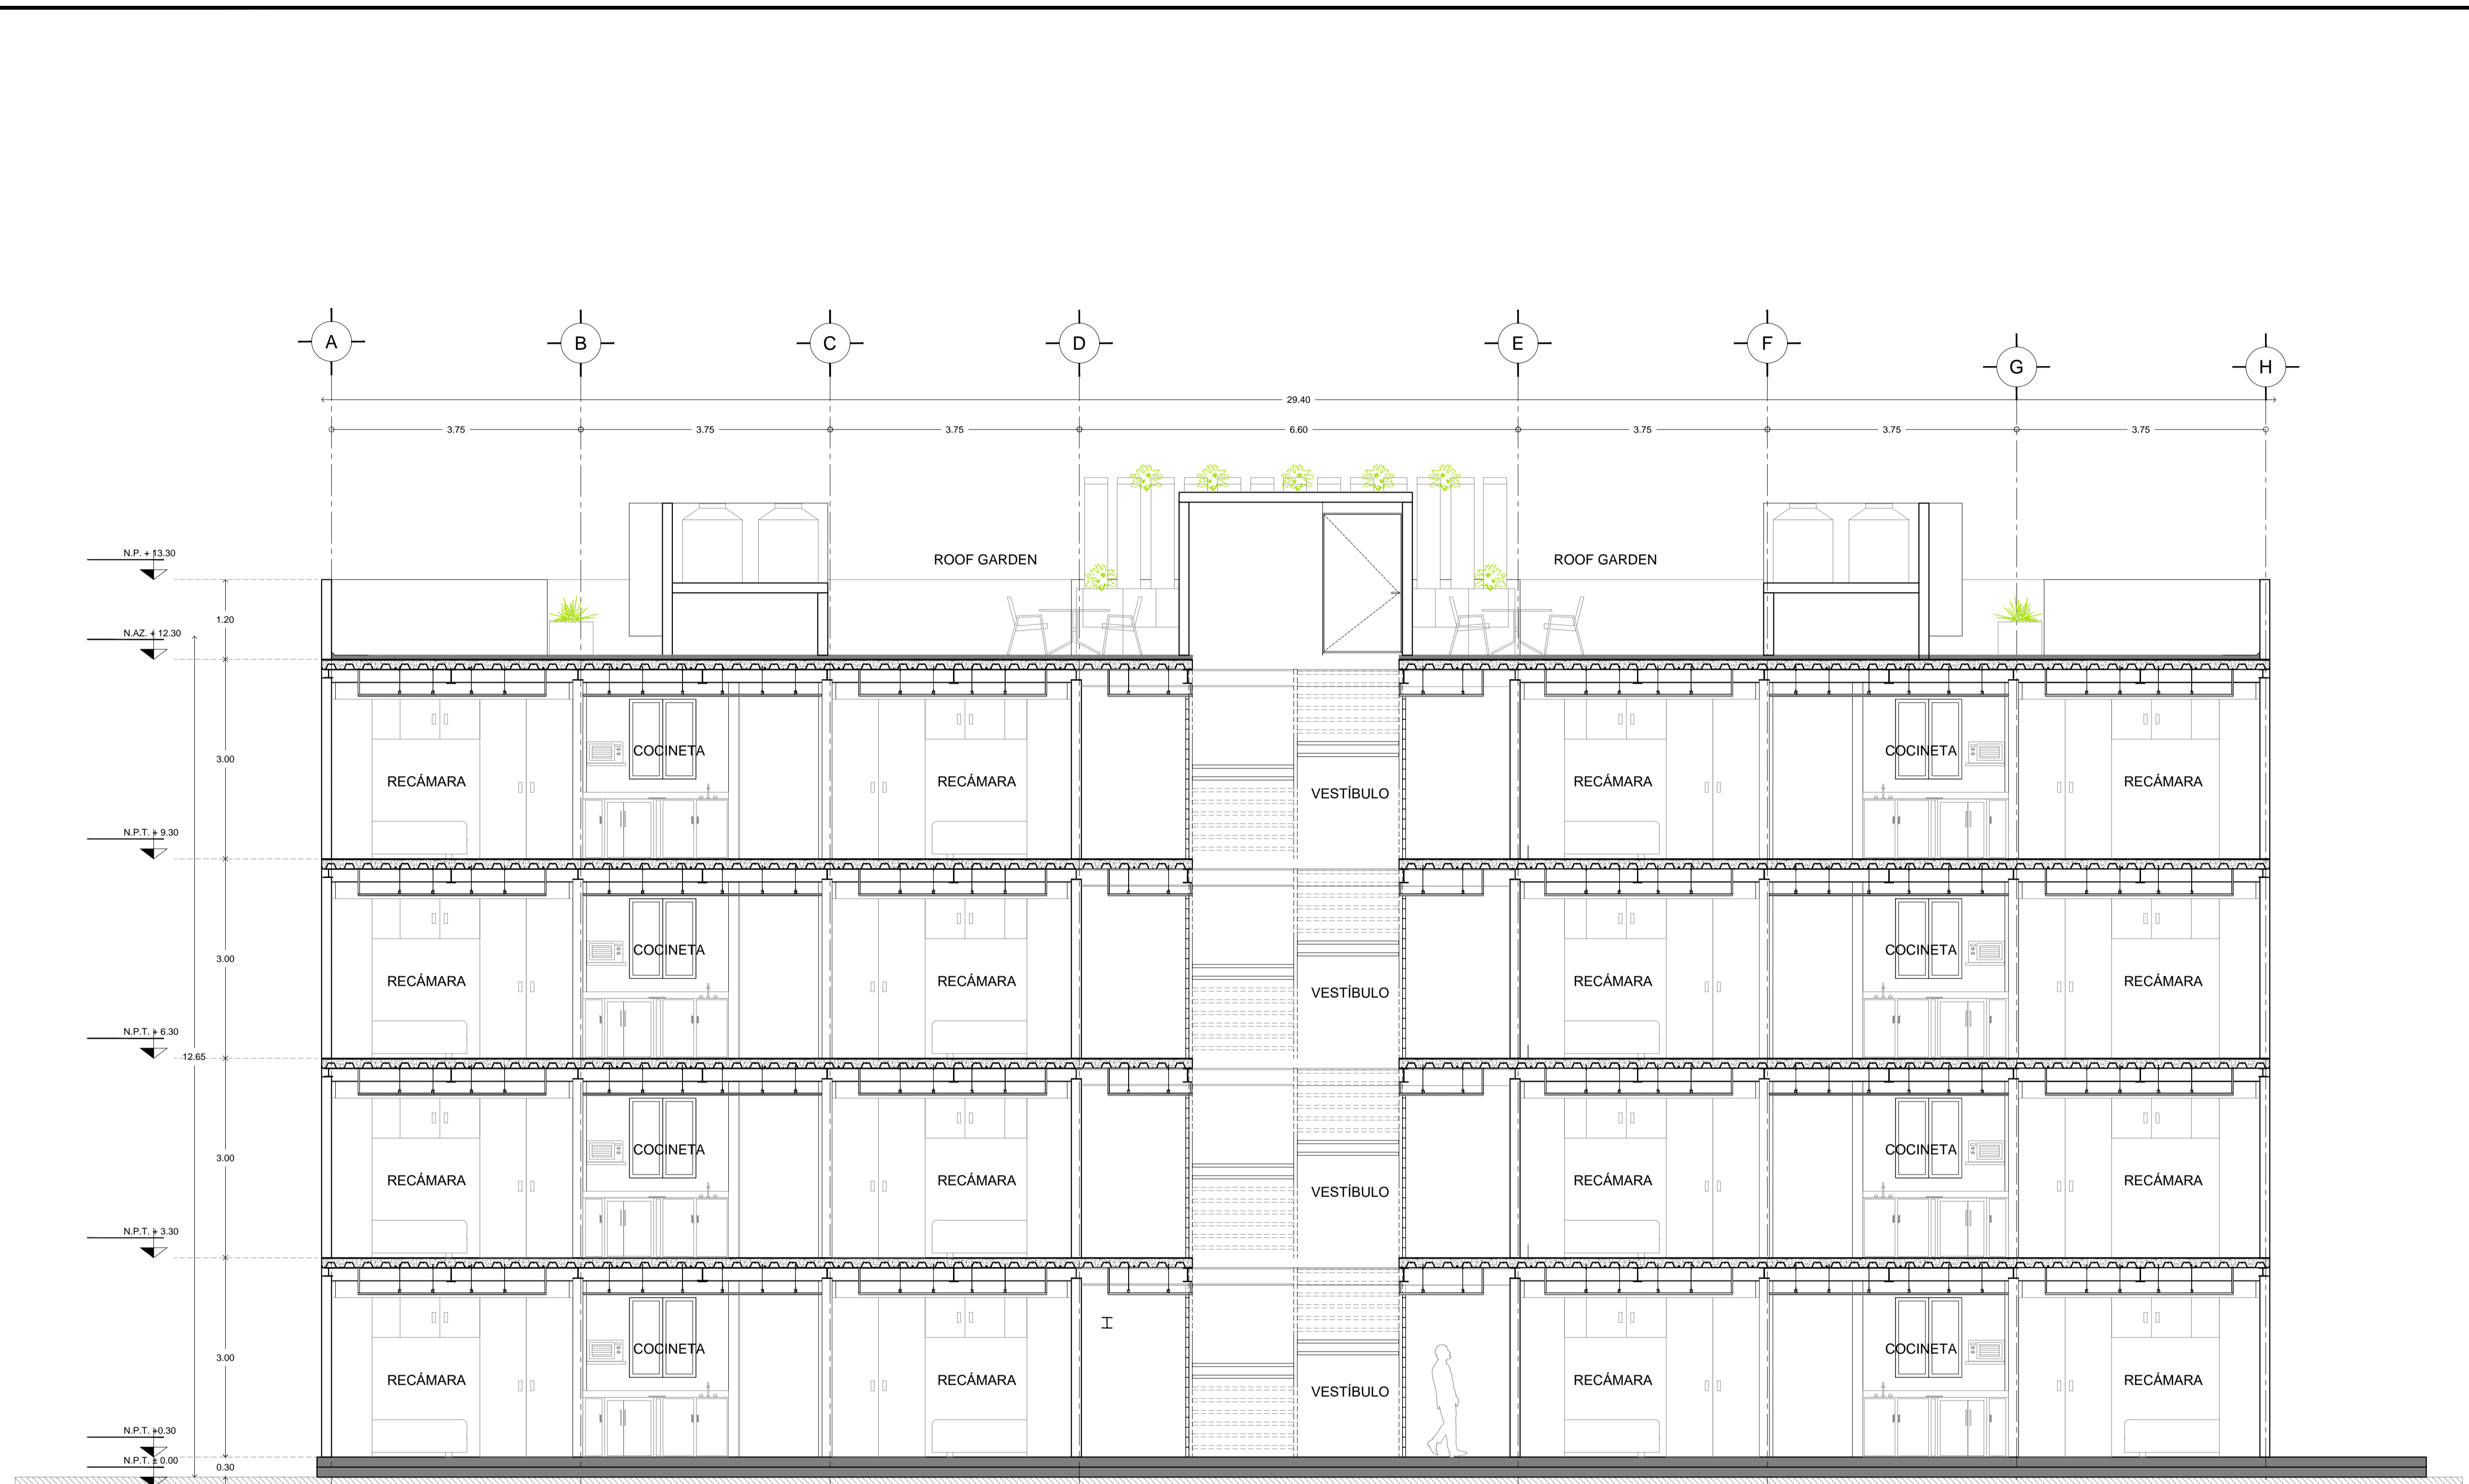 A B C D E F G H
29.40
3.75 3.75 3.75 6.60 3.75 3.75 3.75
N.P. + 13.30
ROOF GARDEN ROOF GARDEN
1.20
N.AZ. + 12.30
3.00
COCINETA COCINETA
RECÁMARA RECÁMARA RECÁMARA RECÁMARA
VESTÍBULO
N.P.T. + 9.30
3.00
COCINETA COCINETA
RECÁMARA RECÁMARA RECÁMARA RECÁMARA
VESTÍBULO
N.P.T. + 6.30
12.65
3.00
COCINETA COCINETA
RECÁMARA RECÁMARA RECÁMARA RECÁMARA
VESTÍBULO
N.P.T. + 3.30
3.00
COCINETA COCINETA
RECÁMARA RECÁMARA RECÁMARA RECÁMARA
VESTÍBULO
N.P.T. +0.30
N.P.T. ± 0.00
0.30